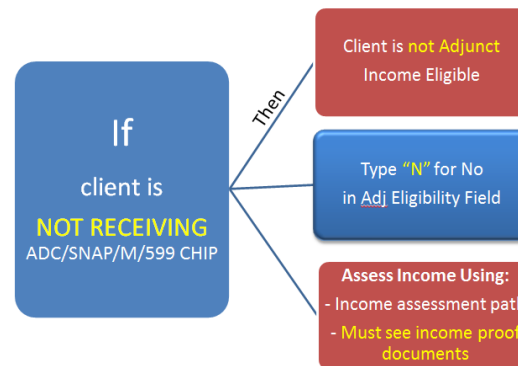 If
client is
NOT RECEIVING
ADC/SNAP/M/599 CHIP
Then
Client is not Adjunct
Income Eligible
Type “N” for No
in Adj Eligibility Field
Assess Income Using:
- Income assessment path
- Must see income proof
documents